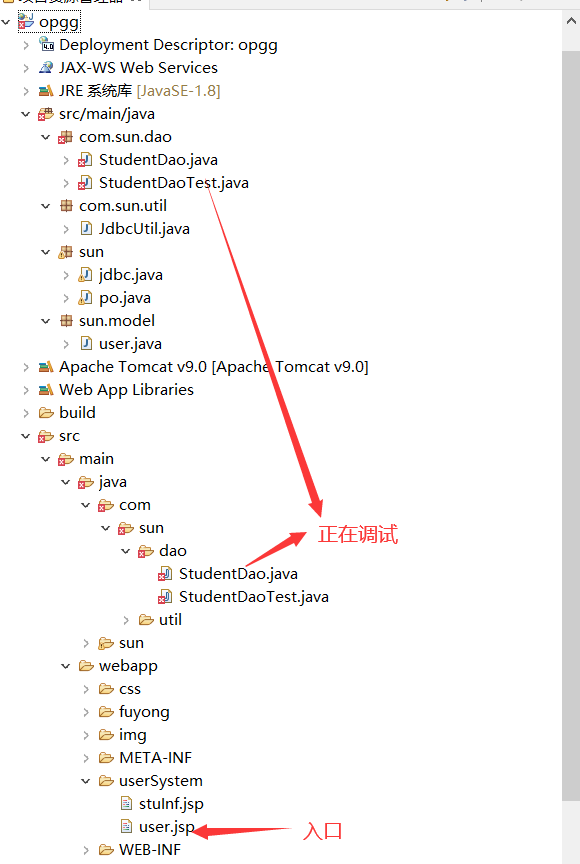 opgg
Deployment Descriptor: opgg
JAX-WS Web Services
JRE 系统库 [JavaSE-1.8]
src/main/java
com.sun.dao
StudentDao.java
StudentDaoTest.java
com.sun.util
JdbcUtil.java
sun
jdbc.java
po.java
sun.model
user.java
Apache Tomcat v9.0 [Apache Tomcat v9.0]
Web App Libraries
build
src
main
java
com
sun
正在调试
dao
StudentDao.java
StudentDaoTest.java
util
sun
webapp
css
fuyong
img
META-INF
userSystem
stuInf.jsp
user.jsp
入口
WEB-INF